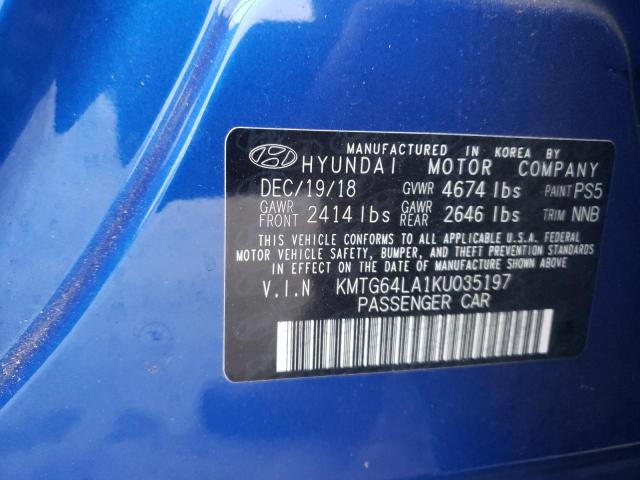 MANUFACTURED IN KOREA BY
HYUNDAI MOTOR COMPANY
DEC/19/18 GVWR 4674 lbs PAINT PS5
GAWR FRONT 2414 lbs GAWR REAR 2646 lbs TRIM NNB
THIS VEHICLE CONFORMS TO ALL APPLICABLE U.S.A. FEDERAL
MOTOR VEHICLE SAFETY, BUMPER, AND THEFT PREVENTION STANDARDS
IN EFFECT ON THE DATE OF MANUFACTURE SHOWN ABOVE.
V.I.N KMTG64LA1KU035197
PASSENGER CAR